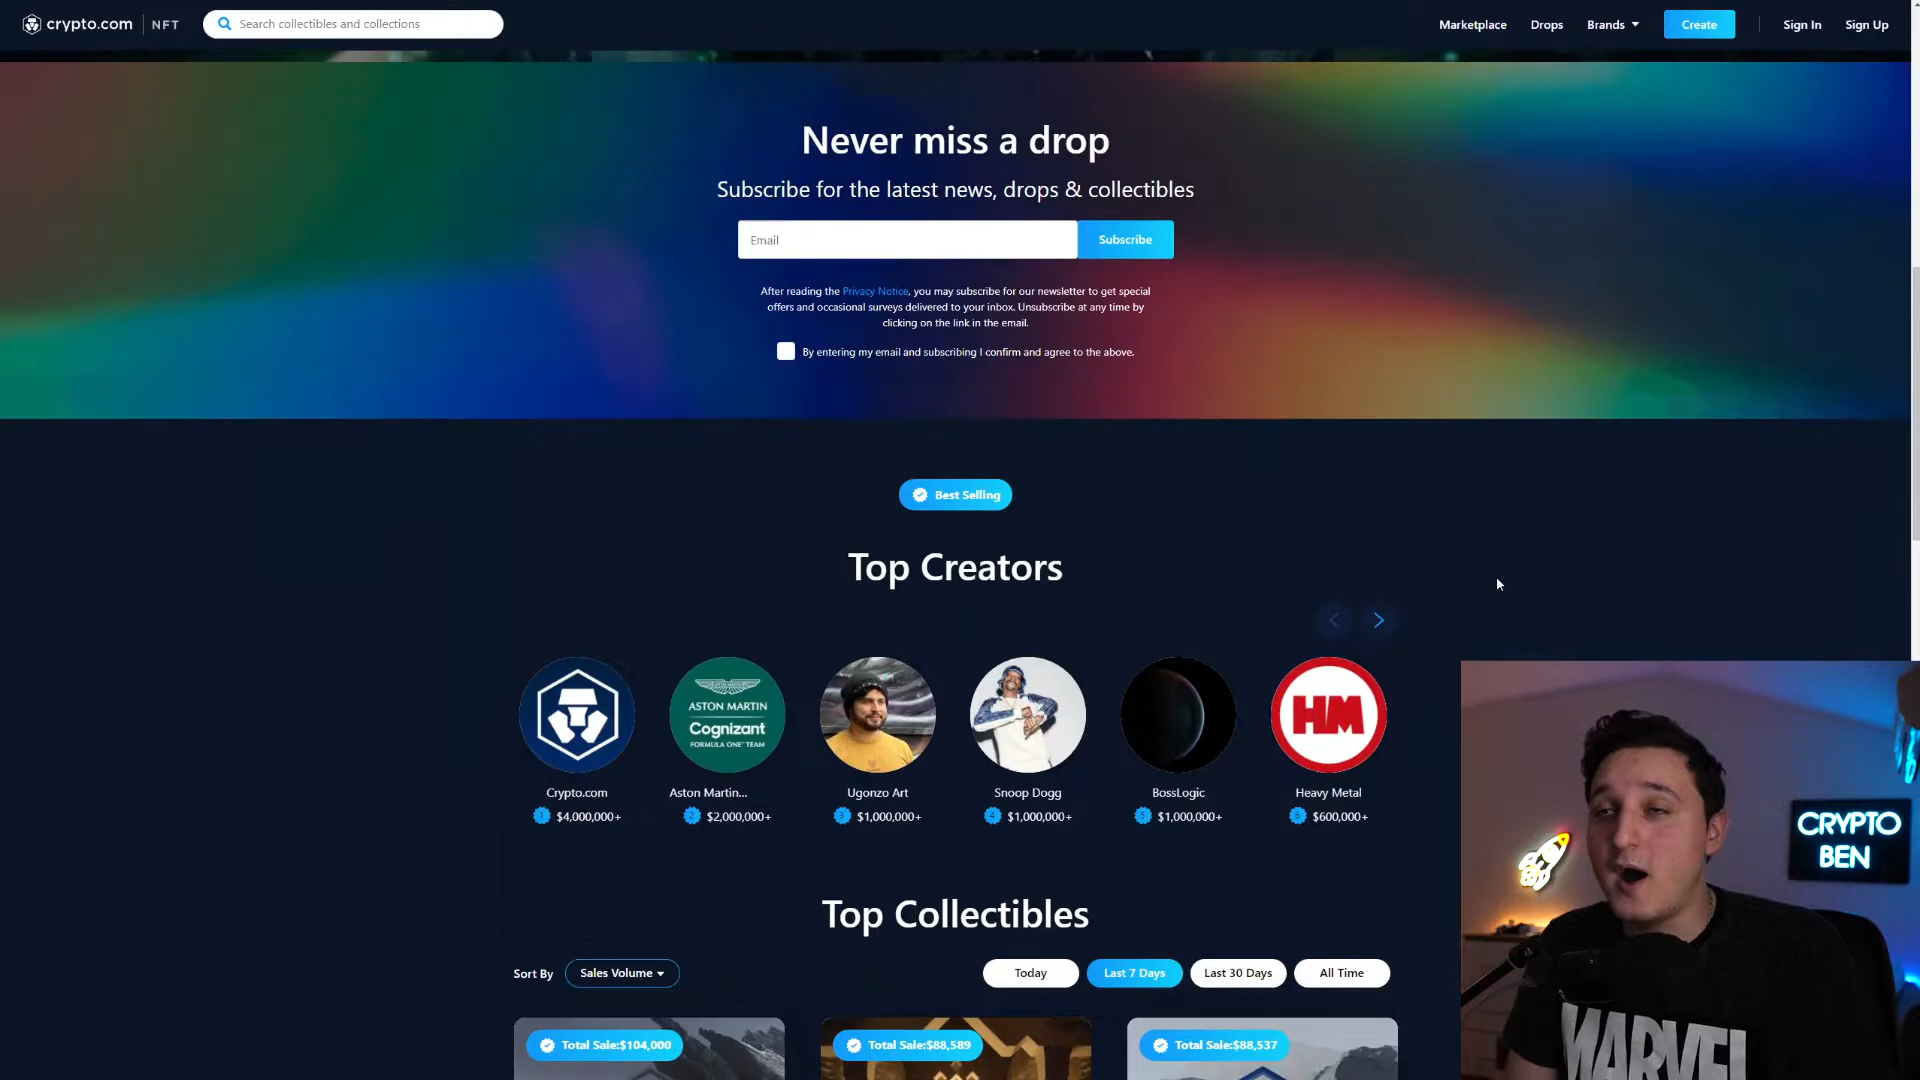 crypto.com NFT
Search collectibles and collections
Marketplace
Drops
Brands
Create
Sign In
Sign Up
Never miss a drop
Subscribe for the latest news, drops & collectibles
Email
Subscribe
After reading the Privacy Notice, you may subscribe for our newsletter to get special
offers and occasional surveys delivered to your inbox. Unsubscribe at any time by
clicking on the link in the email.
By entering my email and subscribing I confirm and agree to the above.
Best Selling
Top Creators
ASTON MARTIN
Cognizant
FORMULA ONE™ TEAM
HM
Crypto.com
Aston Martin...
Ugonzo Art
Snoop Dogg
BossLogic
Heavy Metal
1 $4,000,000+
2 $2,000,000+
3 $1,000,000+
4 $1,000,000+
5 $1,000,000+
6 $600,000+
CRYPTO
BEN
Top Collectibles
Sort By
Sales Volume
Today
Last 7 Days
Last 30 Days
All Time
Total Sale:$104,000
Total Sale:$88,589
Total Sale:$88,537
MARVEL